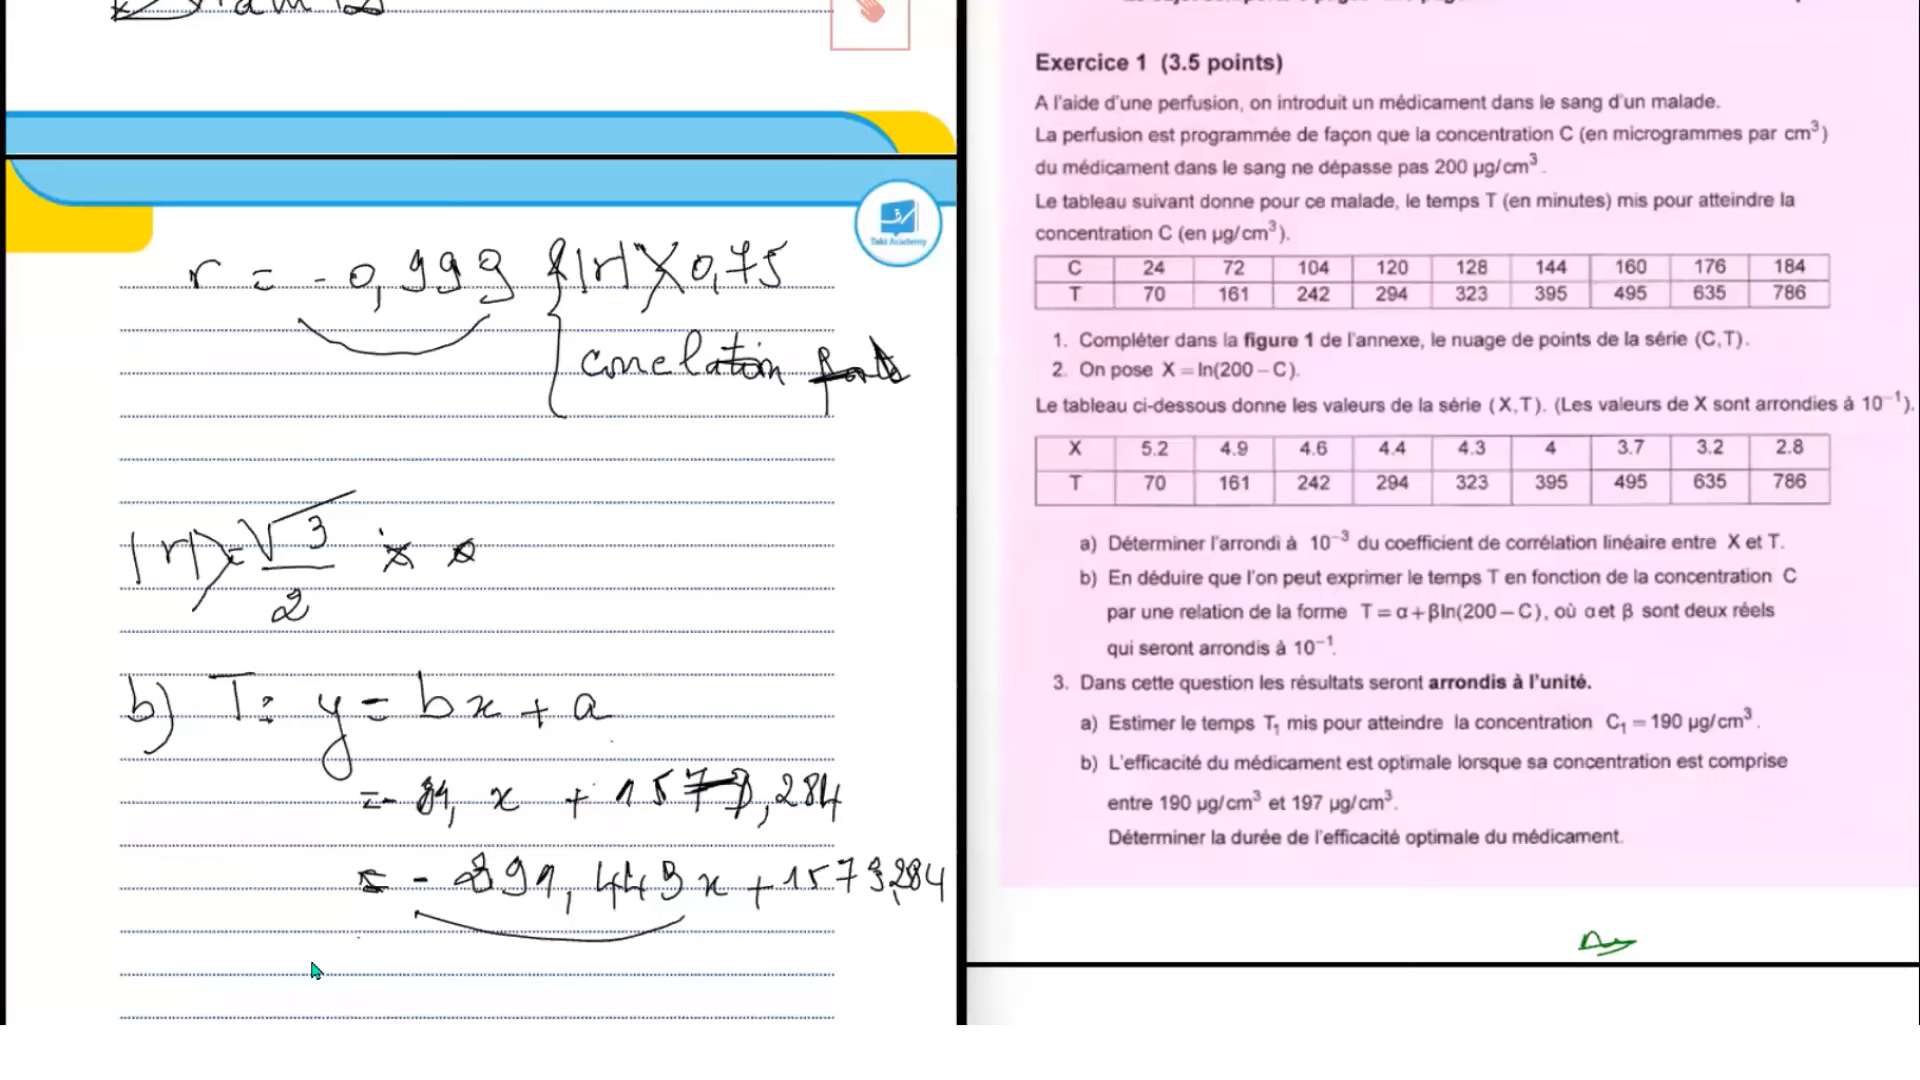 Taki Academy
r = - 0,999 { |r| > 0,75
correlation forte
|r| > = √3 / 2
b) T = y = bx + a
= - x + 157 ,284
= - 391,443 x + 1573,284
Exercice 1 (3.5 points)
A l'aide d'une perfusion, on introduit un médicament dans le sang d'un malade.
La perfusion est programmée de façon que la concentration C (en microgrammes par cm³)
du médicament dans le sang ne dépasse pas 200 µg/cm³.
Le tableau suivant donne pour ce malade, le temps T (en minutes) mis pour atteindre la
concentration C (en µg/cm³).
C 24 72 104 120 128 144 160 176 184
T 70 161 242 294 323 395 495 635 786
1. Compléter dans la figure 1 de l'annexe, le nuage de points de la série (C,T).
2. On pose X = ln(200 – C).
Le tableau ci-dessous donne les valeurs de la série (X,T). (Les valeurs de X sont arrondies à 10⁻¹).
X 5.2 4.9 4.6 4.4 4.3 4 3.7 3.2 2.8
T 70 161 242 294 323 395 495 635 786
a) Déterminer l'arrondi à 10⁻³ du coefficient de corrélation linéaire entre X et T.
b) En déduire que l'on peut exprimer le temps T en fonction de la concentration C
par une relation de la forme T = α + βln(200 – C), où α et β sont deux réels
qui seront arrondis à 10⁻¹.
3. Dans cette question les résultats seront arrondis à l'unité.
a) Estimer le temps T₁ mis pour atteindre la concentration C₁ = 190 µg/cm³.
b) L'efficacité du médicament est optimale lorsque sa concentration est comprise
entre 190 µg/cm³ et 197 µg/cm³.
Déterminer la durée de l'efficacité optimale du médicament.